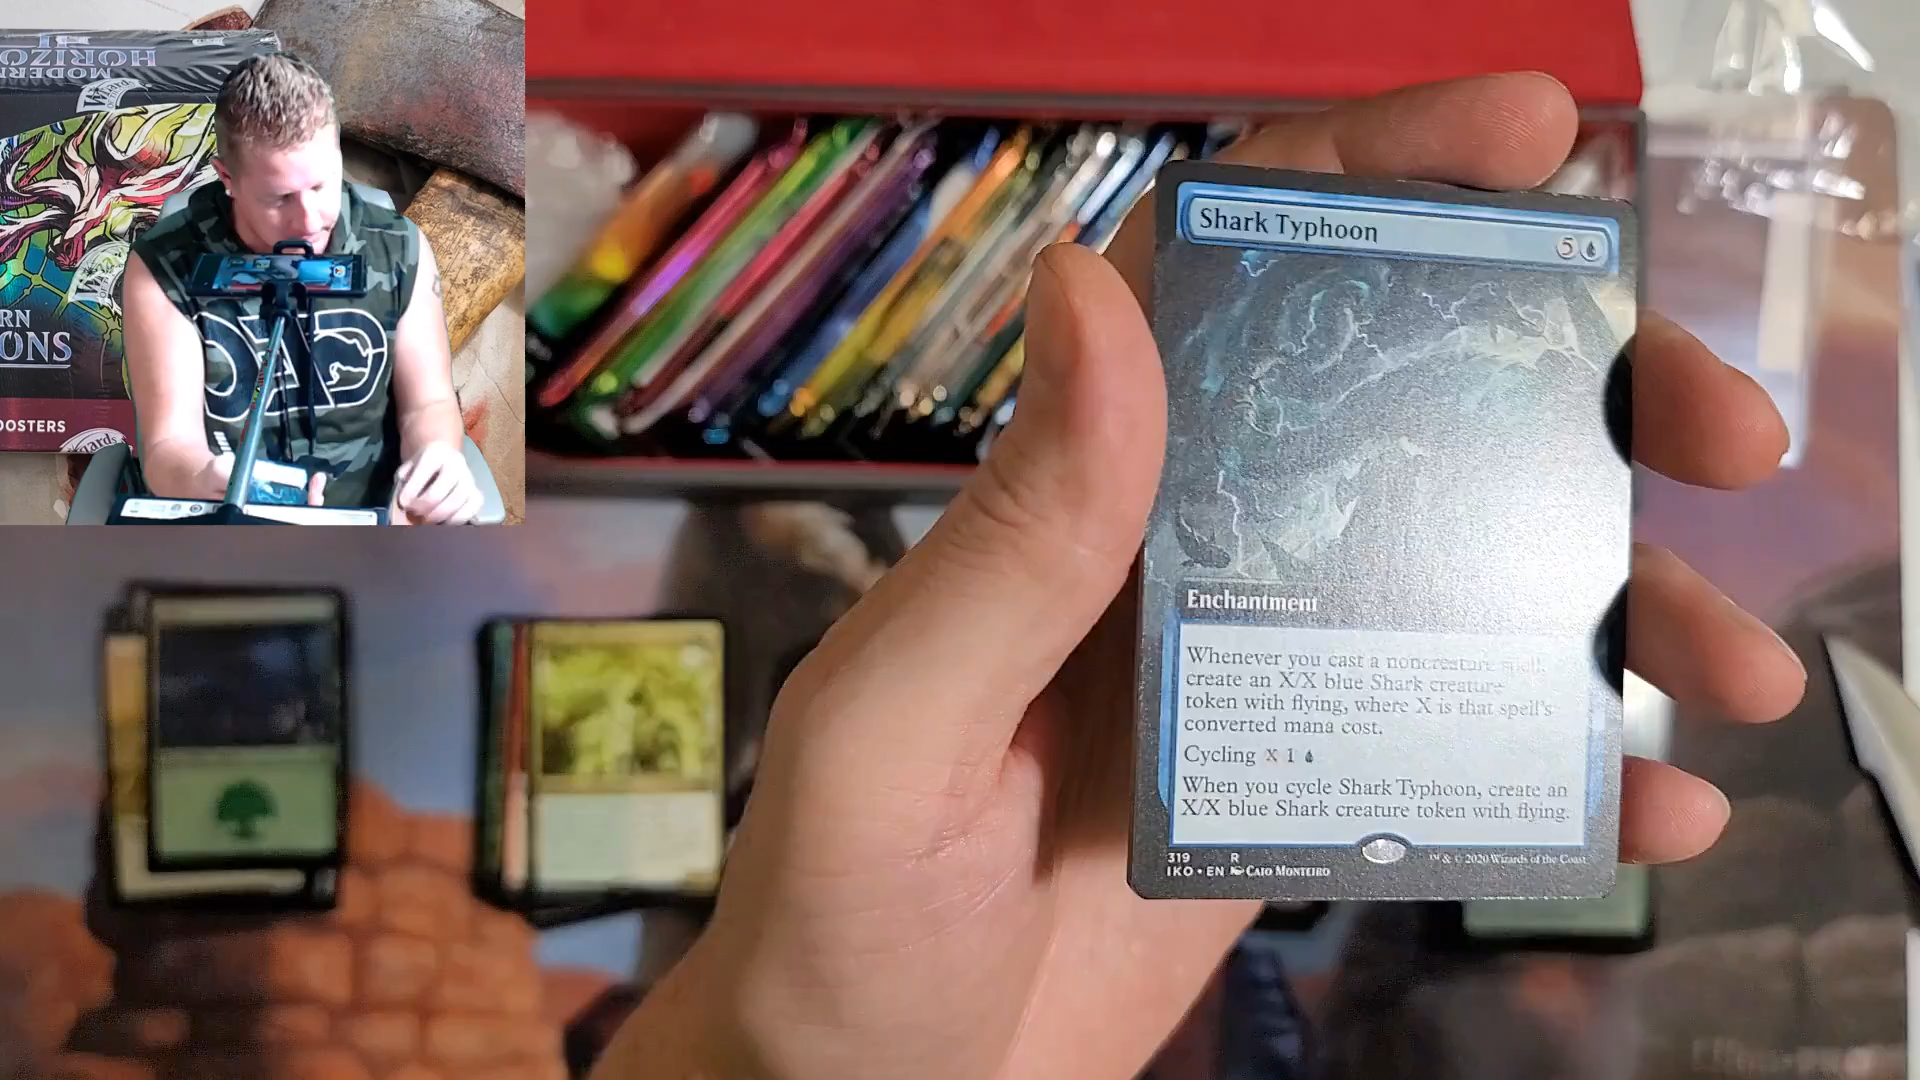 MODERN
HORIZO
RN
ONS
OOSTERS
DAD
Shark Typhoon
5
Enchantment
Whenever you cast a noncreature spell,
create an X/X blue Shark creature
token with flying, where X is that spell's
converted mana cost.
Cycling X 1
When you cycle Shark Typhoon, create an
X/X blue Shark creature token with flying.
319 R
IKO • EN CAIO MONTEIRO
™ & © 2020 Wizards of the Coast